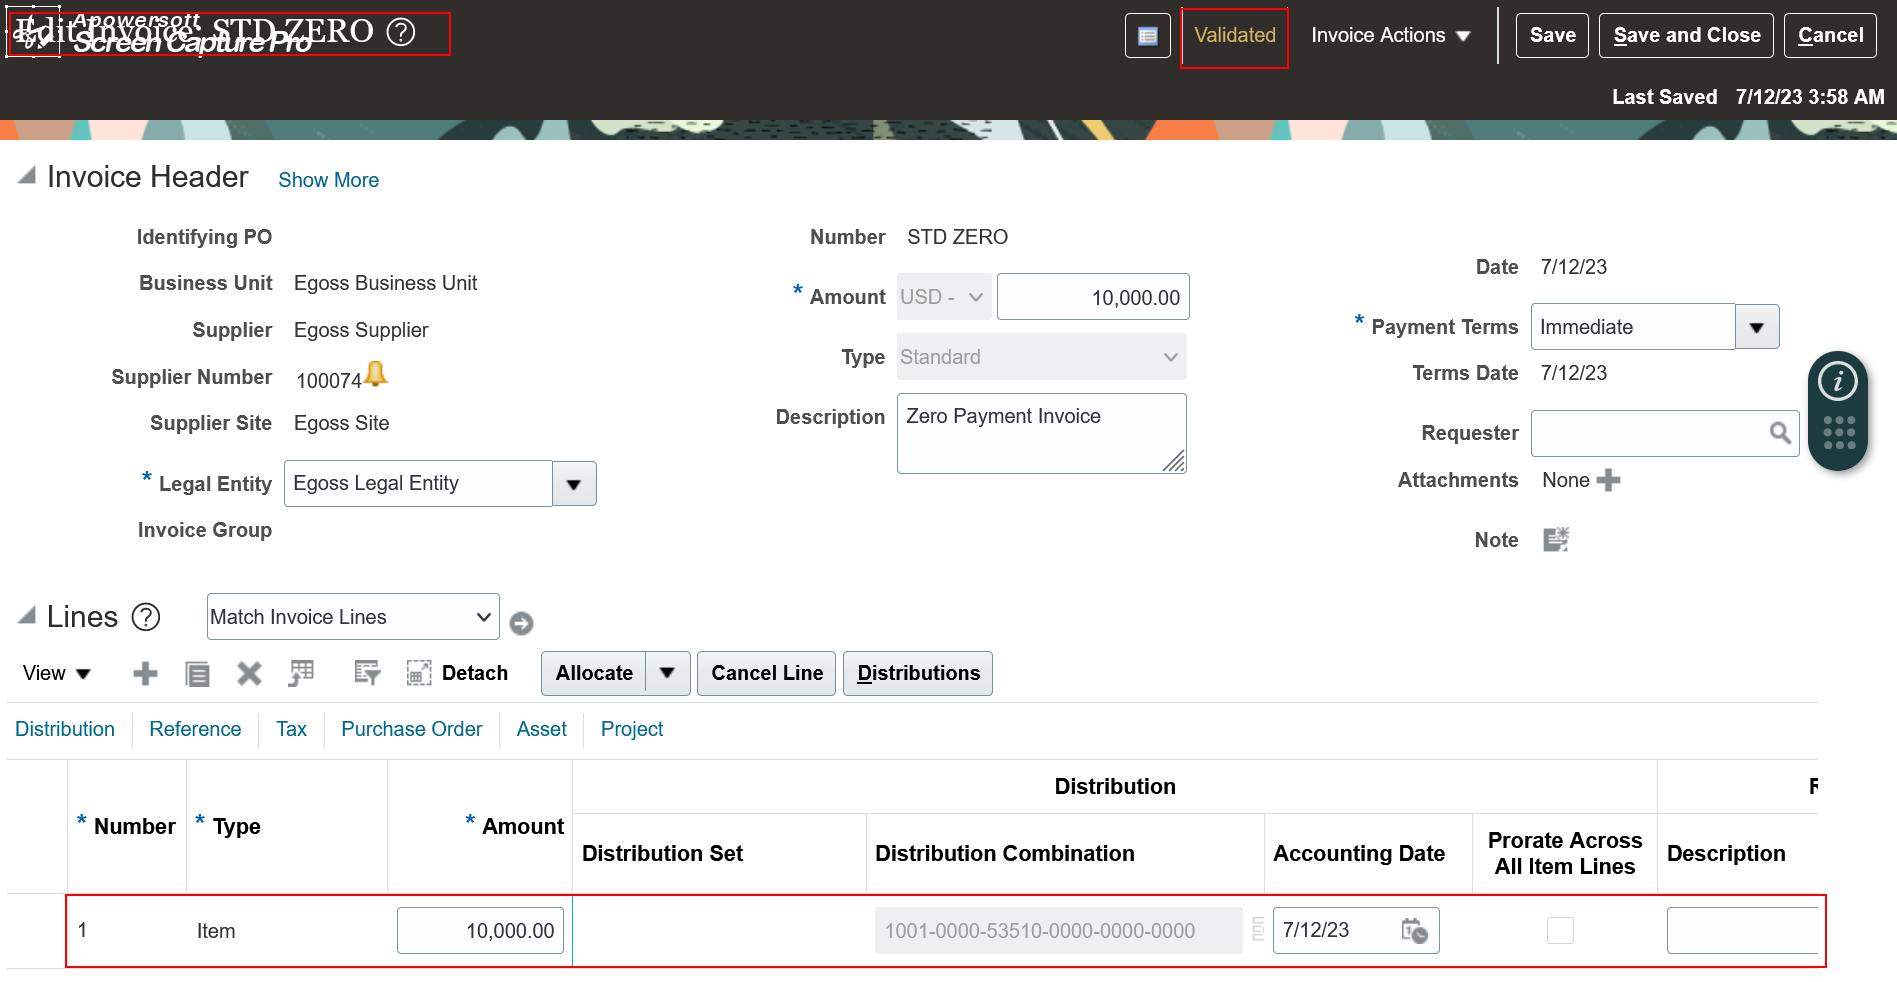 Edit Invoice: STD ZERO
Apowersoft
Screen Capture Pro
Validated
Invoice Actions
Save
Save and Close
Cancel
Last Saved 7/12/23 3:58 AM
Invoice Header
Show More
Identifying PO
Business Unit Egoss Business Unit
Supplier Egoss Supplier
Supplier Number 100074
Supplier Site Egoss Site
* Legal Entity Egoss Legal Entity
Invoice Group
Number STD ZERO
* Amount USD - 10,000.00
Type Standard
Description Zero Payment Invoice
Date 7/12/23
* Payment Terms Immediate
Terms Date 7/12/23
Requester
Attachments None
Note
Lines
Match Invoice Lines
View
Detach
Allocate
Cancel Line
Distributions
Distribution Reference Tax Purchase Order Asset Project
Distribution
* Number * Type * Amount
Distribution Set Distribution Combination Accounting Date Prorate Across
All Item Lines
Description
1 Item 10,000.00 1001-0000-53510-0000-0000-0000 7/12/23